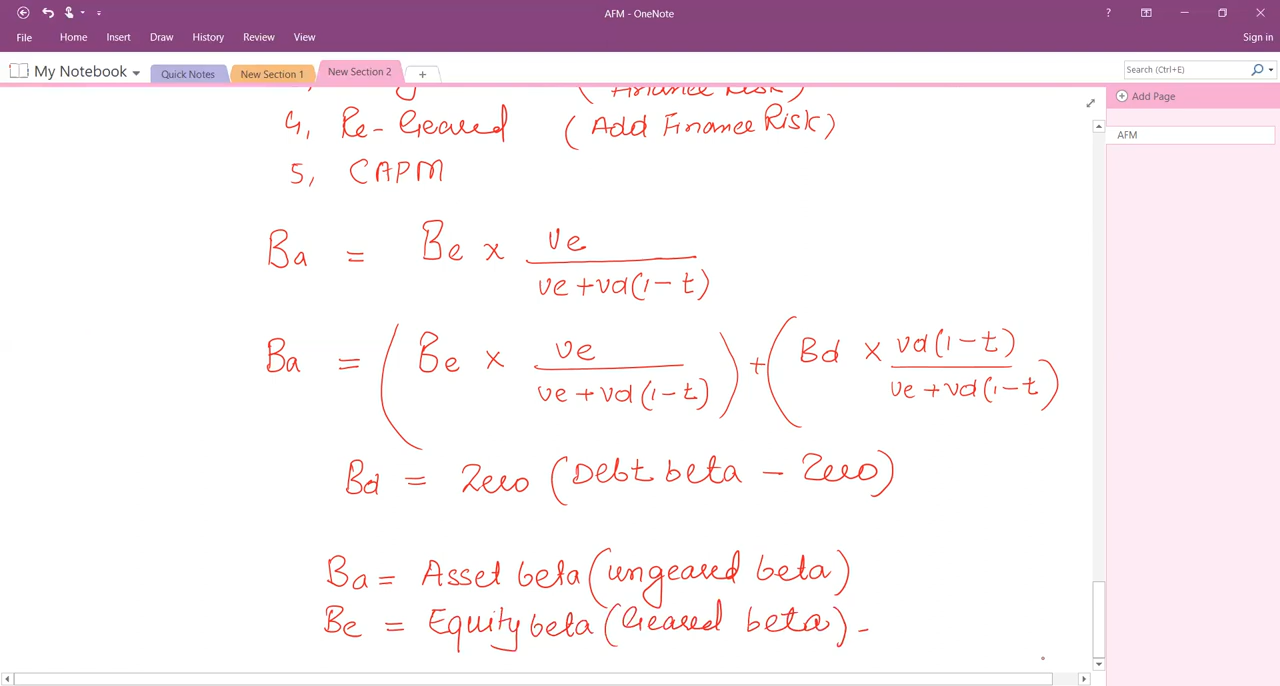 AFM - OneNote
?
File Home Insert Draw History Review View
Sign in
My Notebook
Quick Notes
New Section 1
New Section 2
+
Search (Ctrl+E)
Add Page
AFM
(Finance Risk)
4, Re-Geared (Add Finance Risk)
5, CAPM
Ba = Be × ve / ve+vd(1-t)
Ba = (Be × ve / ve+vd(1-t)) + (Bd × vd(1-t) / ve+vd(1-t))
Bd = Zero (Debt beta - Zero)
Ba = Asset beta (ungeared beta)
Be = Equity beta (Geared beta) -